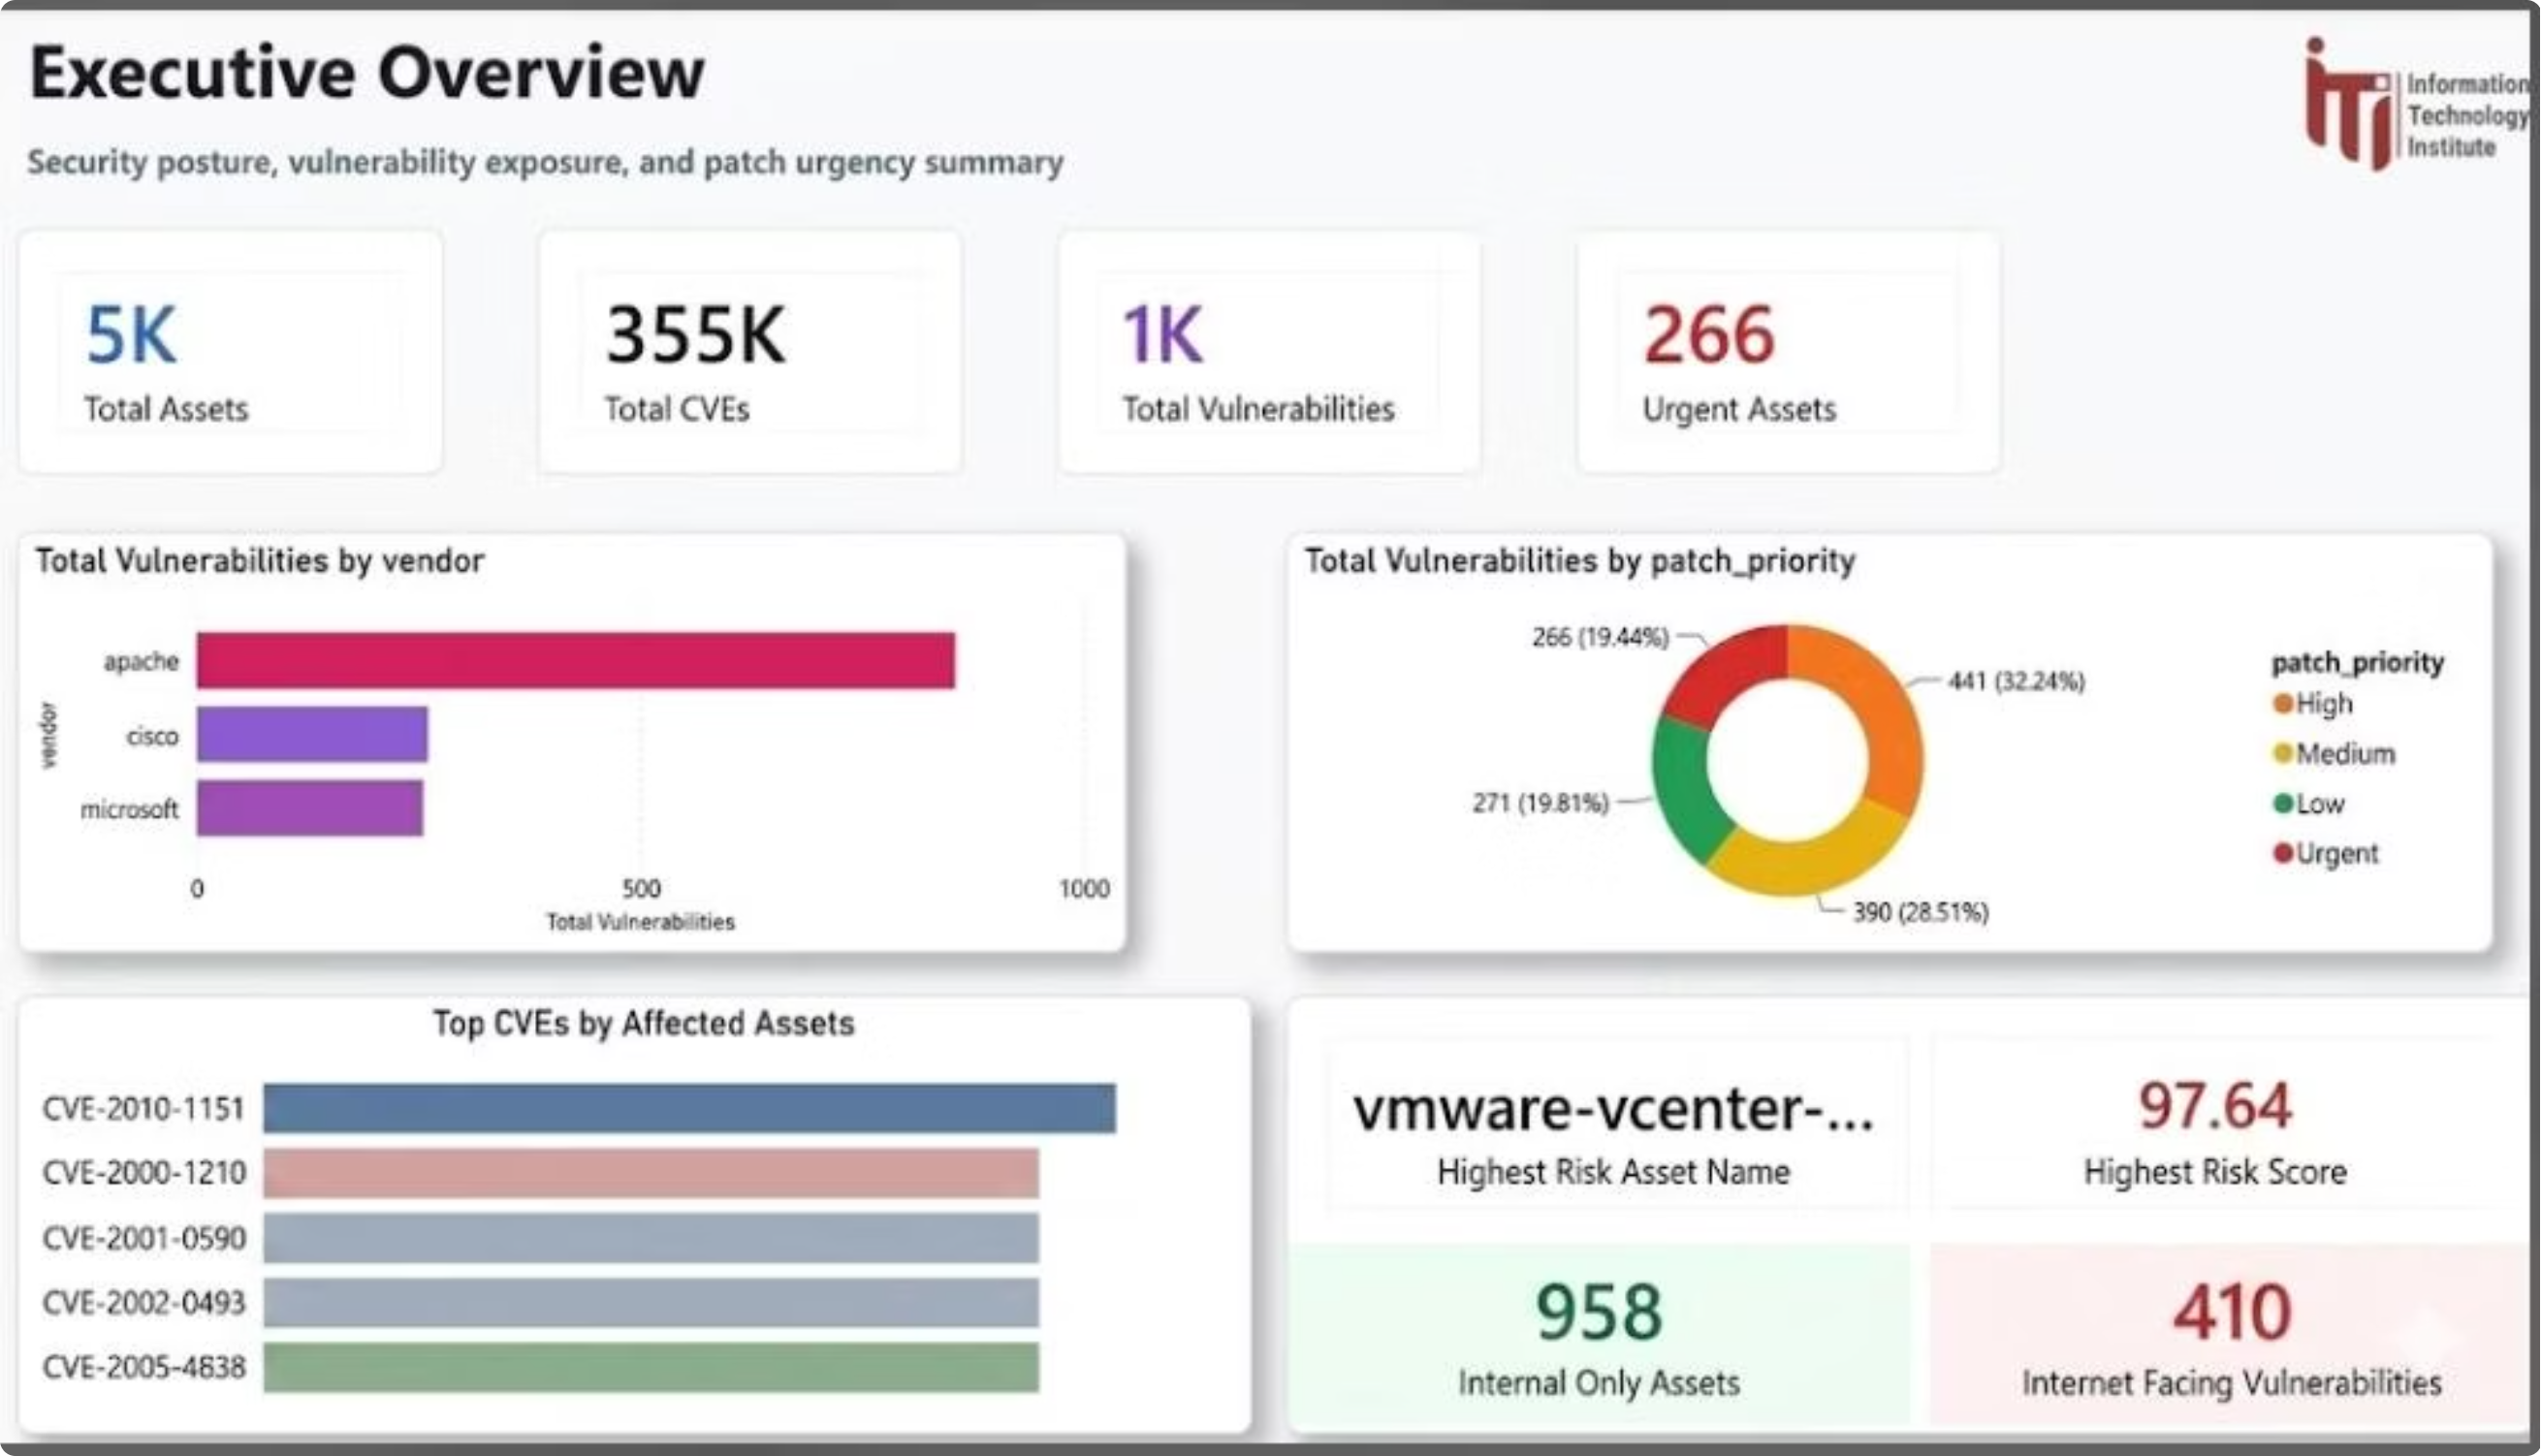 Executive Overview
Security posture, vulnerability exposure, and patch urgency summary
iTi
Information
Technology
Institute
5K
Total Assets
355K
Total CVEs
1K
Total Vulnerabilities
266
Urgent Assets
Total Vulnerabilities by vendor
vendor
apache
cisco
microsoft
0 500 1000
Total Vulnerabilities
Total Vulnerabilities by patch_priority
266 (19.44%)
441 (32.24%)
271 (19.81%)
390 (28.51%)
patch_priority
High
Medium
Low
Urgent
Top CVEs by Affected Assets
CVE-2010-1151
CVE-2000-1210
CVE-2001-0590
CVE-2002-0493
CVE-2005-4838
vmware-vcenter-...
Highest Risk Asset Name
97.64
Highest Risk Score
958
Internal Only Assets
410
Internet Facing Vulnerabilities